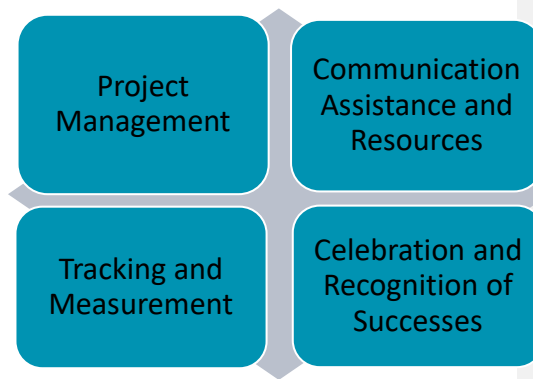 Project
Management
Communication
Assistance and
Resources
Tracking and
Measurement
Celebration and
Recognition of
Successes